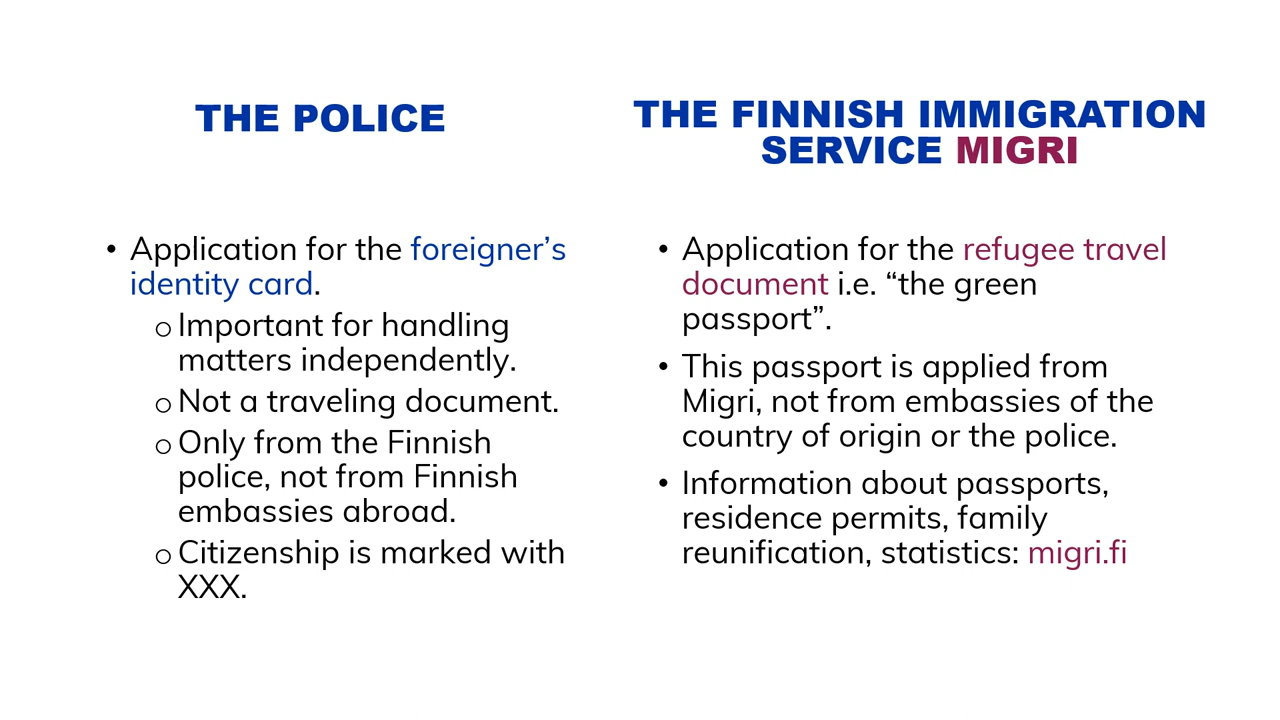 THE POLICE
• Application for the foreigner’s
identity card.
o Important for handling
matters independently.
o Not a traveling document.
o Only from the Finnish
police, not from Finnish
embassies abroad.
o Citizenship is marked with
XXX.
THE FINNISH IMMIGRATION
SERVICE MIGRI
• Application for the refugee travel
document i.e. “the green
passport”.
• This passport is applied from
Migri, not from embassies of the
country of origin or the police.
• Information about passports,
residence permits, family
reunification, statistics: migri.fi